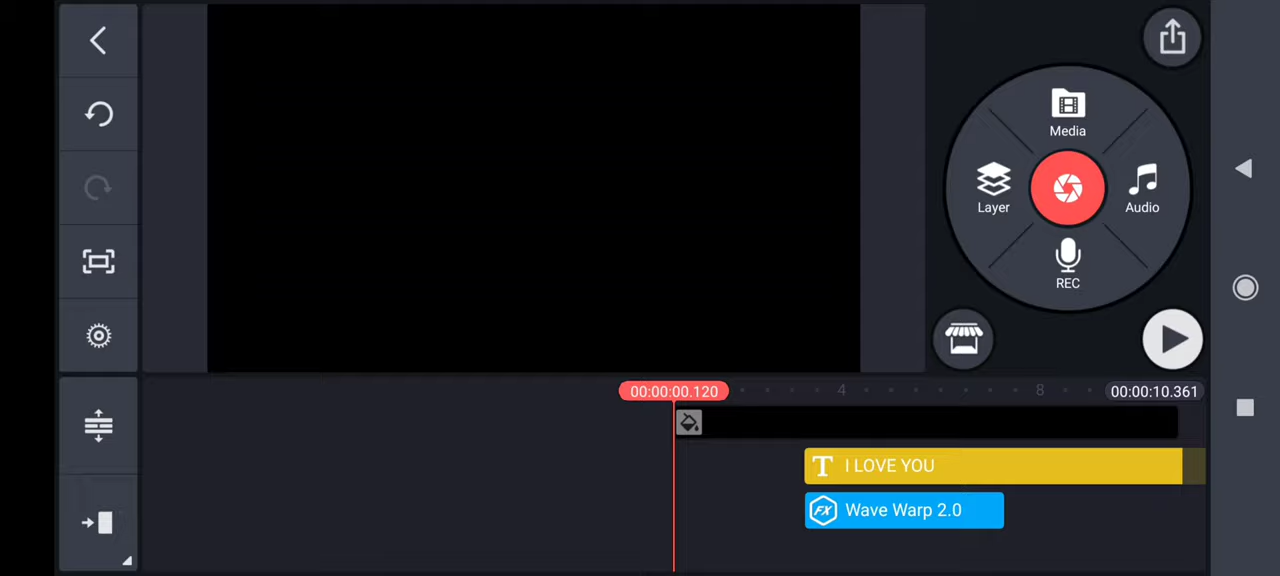 Media
Layer
Audio
REC
00:00:00.120
4
8
00:00:10.361
T I LOVE YOU
FX Wave Warp 2.0